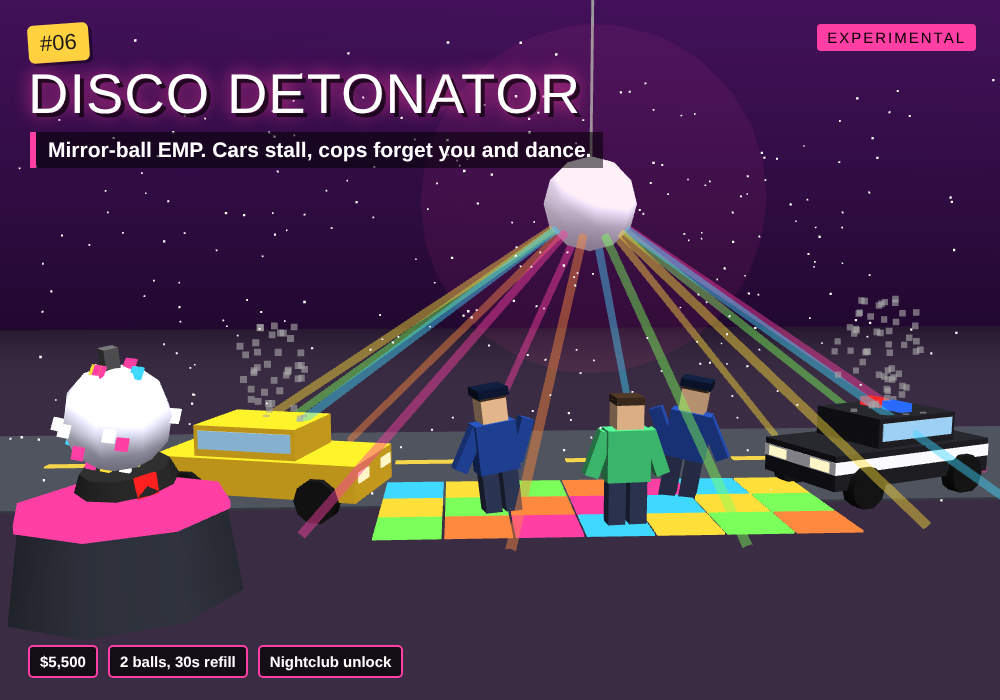 #06
EXPERIMENTAL
DISCO DETONATOR
Mirror-ball EMP. Cars stall, cops forget you and dance.
$5,500
2 balls, 30s refill
Nightclub unlock